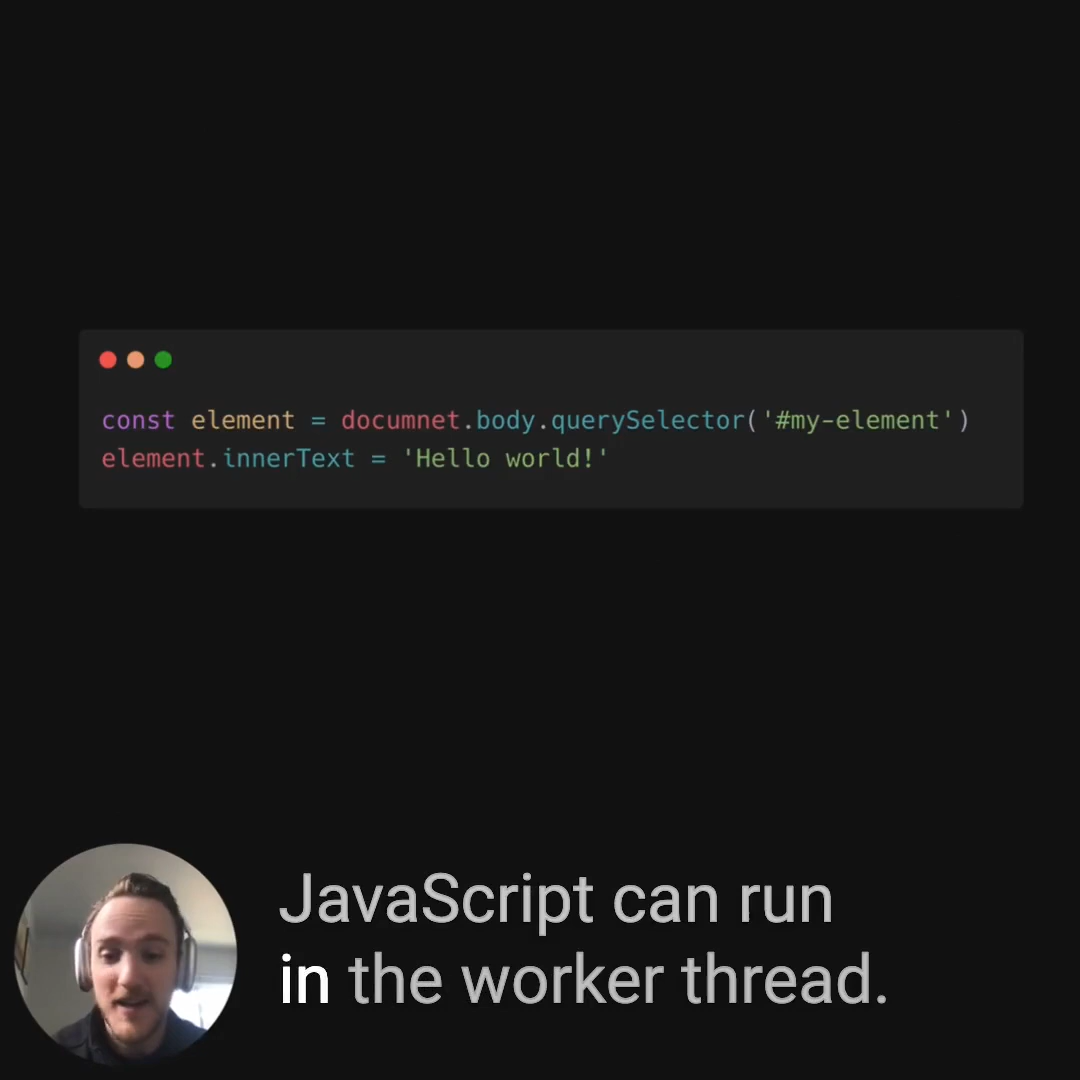 const element = documnet.body.querySelector('#my-element')
element.innerText = 'Hello world!'
JavaScript can run
in the worker thread.